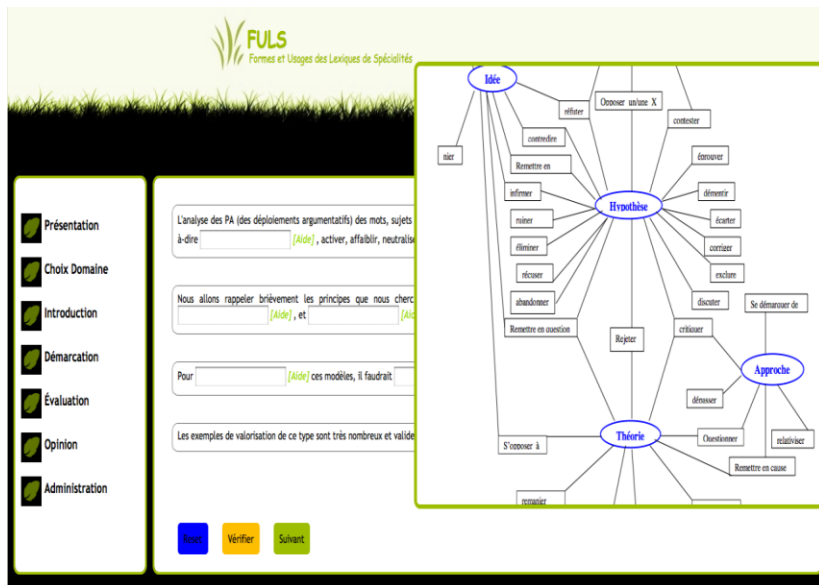 FULS
Formes et Usages des Lexiques de Spécialités
Présentation
Choix Domaine
Introduction
Démarcation
Évaluation
Opinion
Administration
L'analyse des PA (des déploiements argumentatifs) des mots, sujets
à-dire [Aide] , activer, affaiblir, neutralise
Nous allons rappeler brièvement les principes que nous cherc
[Aide] , et [Aid
Pour [Aide] ces modèles, il faudrait
Les exemples de valorisation de ce type sont très nombreux et valide
Vérifier
Suivant
Idée
réfuter
Opposer un/une X
contester
nier
contredire
Remettre en
éprouver
infirmer
démentir
Hypothèse
ruiner
écarter
éliminer
corriger
récuser
exclure
abandonner
discuter
Se démarquer de
Remettre en question
Rejeter
critiquer
Approche
dépasser
Théorie
S'opposer à
Questionner
relativiser
Remettre en cause
remanier